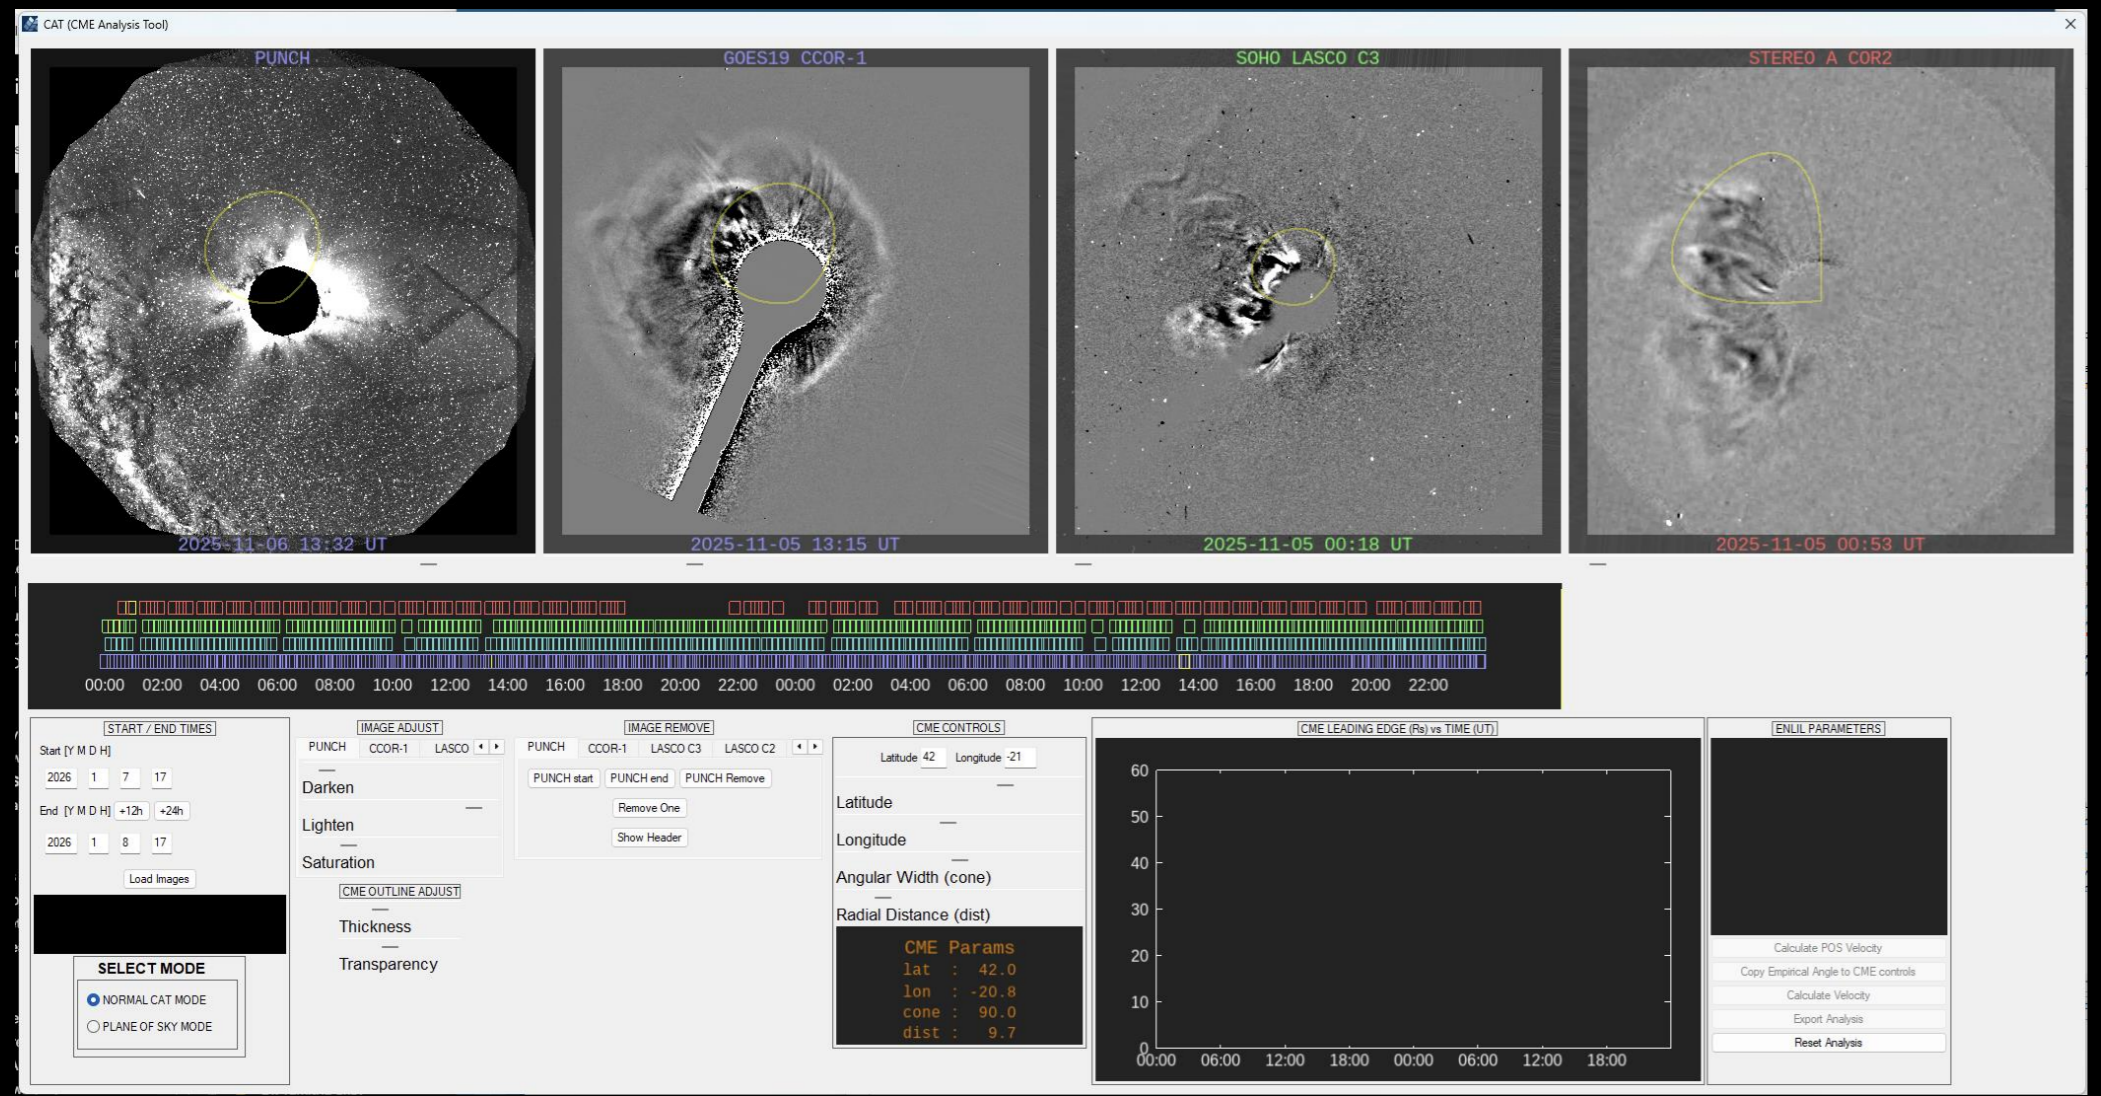 CAT (CME Analysis Tool)
PUNCH
GOES19 CCOR-1
SOHO LASCO C3
STEREO A COR2
2025-11-06 13:32 UT
2025-11-05 13:15 UT
2025-11-05 00:18 UT
2025-11-05 00:53 UT
00:00 02:00 04:00 06:00 08:00 10:00 12:00 14:00 16:00 18:00 20:00 22:00 00:00 02:00 04:00 06:00 08:00 10:00 12:00 14:00 16:00 18:00 20:00 22:00
START / END TIMES
Start [Y M D H]
2026 1 7 17
End [Y M D H] +12h +24h
2026 1 8 17
Load Images
SELECT MODE
NORMAL CAT MODE
PLANE OF SKY MODE
IMAGE ADJUST
PUNCH CCOR-1 LASCO
Darken
Lighten
Saturation
CME OUTLINE ADJUST
Thickness
Transparency
IMAGE REMOVE
PUNCH CCOR-1 LASCO C3 LASCO C2
PUNCH start PUNCH end PUNCH Remove
Remove One
Show Header
CME CONTROLS
Latitude 42 Longitude -21
Latitude
Longitude
Angular Width (cone)
Radial Distance (dist)
CME Params
lat : 42.0
lon : -20.8
cone : 90.0
dist : 9.7
CME LEADING EDGE (Rs) vs TIME (UT)
60
50
40
30
20
10
0
00:00 06:00 12:00 18:00 00:00 06:00 12:00 18:00
ENLIL PARAMETERS
Calculate POS Velocity
Copy Empirical Angle to CME controls
Calculate Velocity
Export Analysis
Reset Analysis